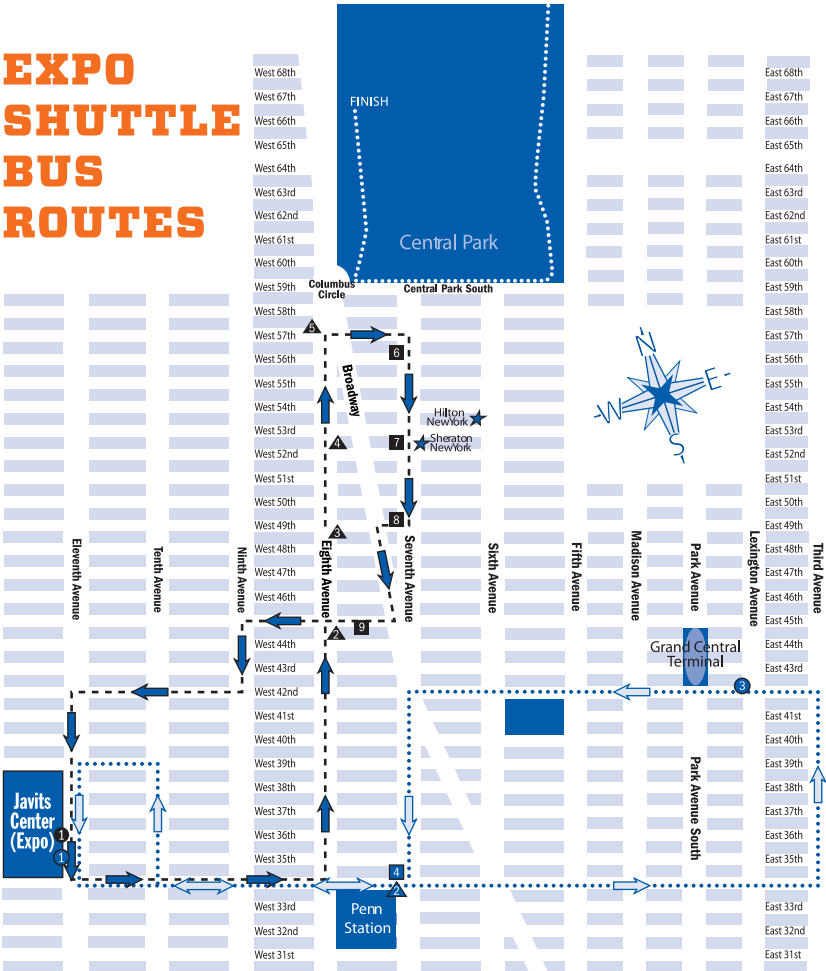 EXPO
SHUTTLE
BUS
ROUTES
FINISH
Central Park
Columbus
Circle
Central Park South
West 68th
West 67th
West 66th
West 65th
West 64th
West 63rd
West 62nd
West 61st
West 60th
West 59th
West 58th
West 57th
West 56th
West 55th
West 54th
West 53rd
West 52nd
West 51st
West 50th
West 49th
West 48th
West 47th
West 46th
West 44th
West 43rd
West 42nd
West 41st
West 40th
West 39th
West 38th
West 37th
West 36th
West 35th
West 33rd
West 32nd
West 31st
East 68th
East 67th
East 66th
East 65th
East 64th
East 63rd
East 62nd
East 61st
East 60th
East 59th
East 58th
East 57th
East 56th
East 55th
East 54th
East 53rd
East 52nd
East 51st
East 50th
East 49th
East 48th
East 47th
East 46th
East 45th
East 44th
East 43rd
East 41st
East 40th
East 39th
East 38th
East 37th
East 36th
East 35th
East 33rd
East 32nd
East 31st
5
6
Broadway
4
7
Hilton
NewYork
Sheraton
NewYork
3
8
N
E
W
S
Eleventh Avenue
Tenth Avenue
Ninth Avenue
Eighth Avenue
Seventh Avenue
Sixth Avenue
Fifth Avenue
Madison Avenue
Park Avenue
Lexington Avenue
Third Avenue
2
9
Grand Central
Terminal
3
Park Avenue South
Javits
Center
(Expo)
1
1
4
2
Penn
Station